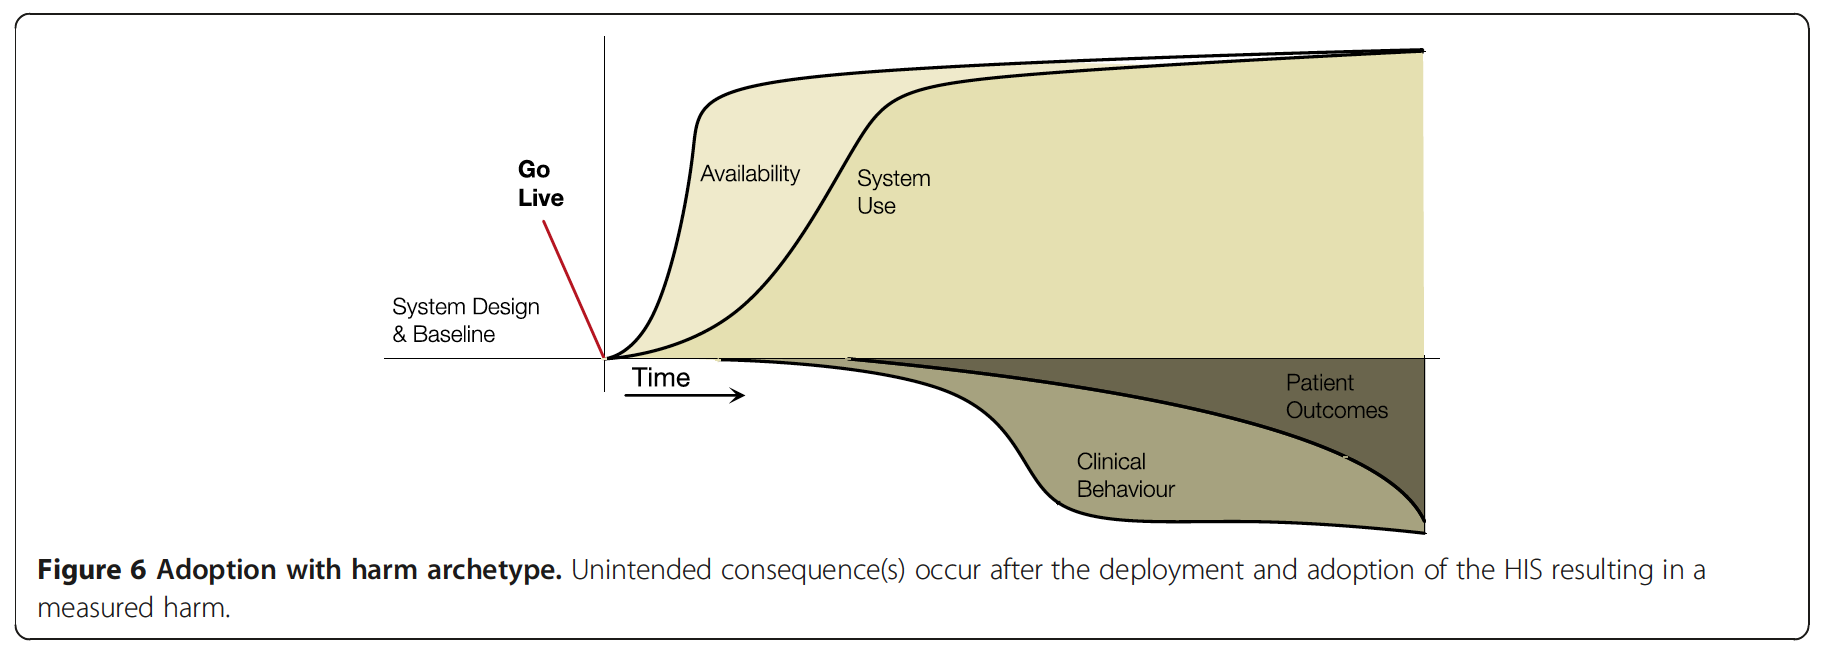 Go
Live
Availability
System
Use
System Design
& Baseline
Time
Patient
Outcomes
Clinical
Behaviour
Figure 6 Adoption with harm archetype. Unintended consequence(s) occur after the deployment and adoption of the HIS resulting in a
measured harm.